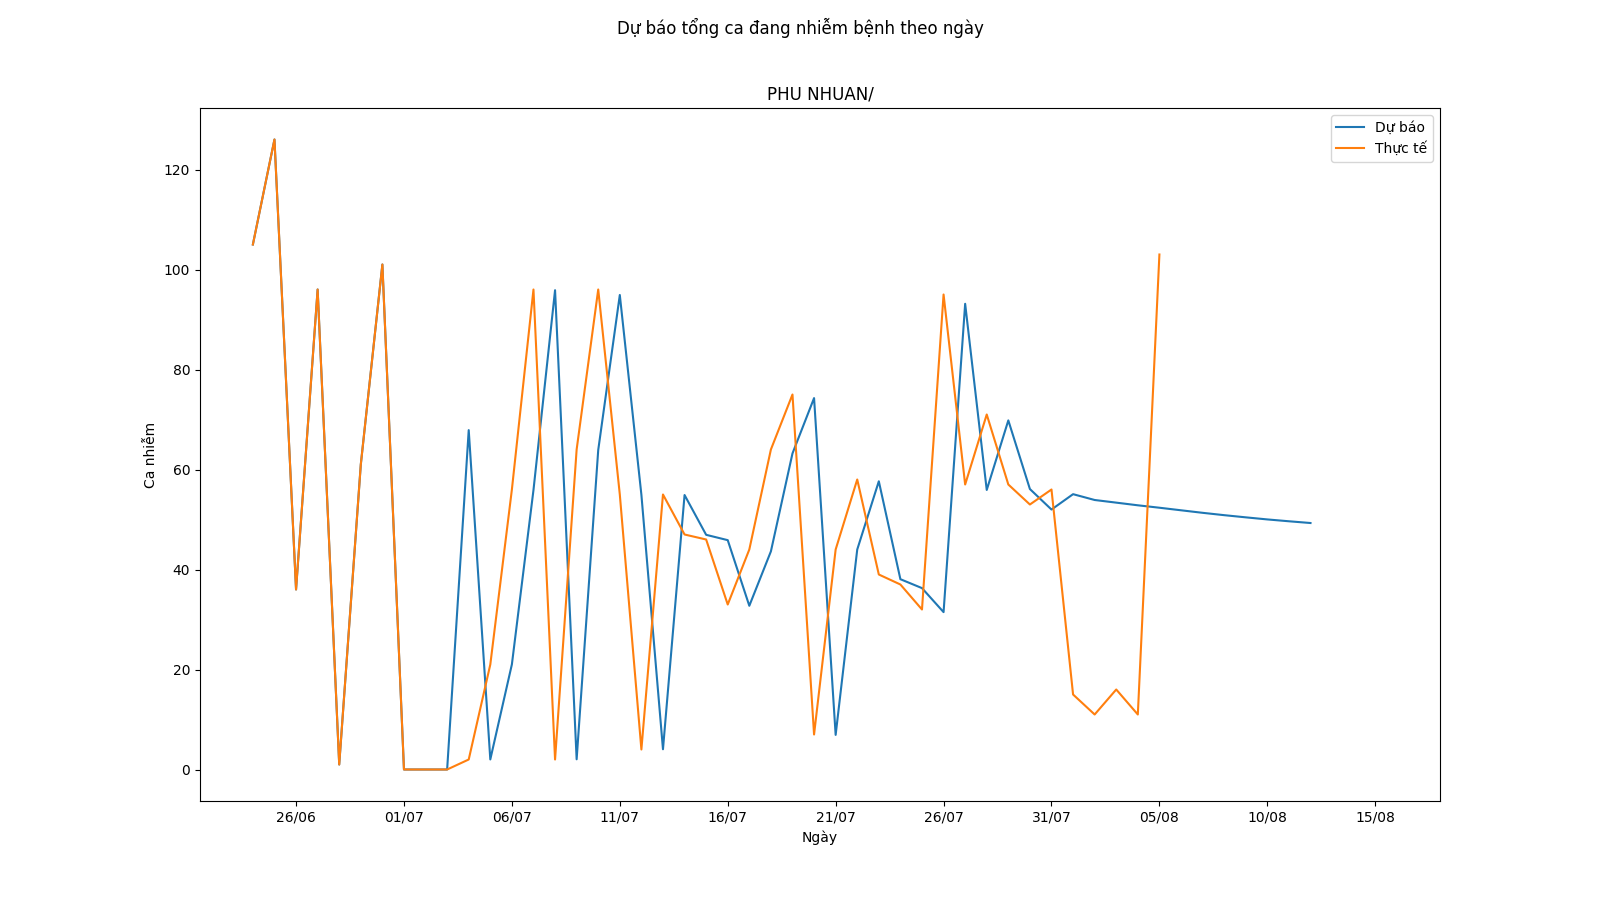 Dự báo tổng ca đang nhiễm bệnh theo ngày
PHU NHUAN/
Dự báo
Thực tế
120
100
80
60
40
20
0
Ca nhiễm
26/06 01/07 06/07 11/07 16/07 21/07 26/07 31/07 05/08 10/08 15/08
Ngày